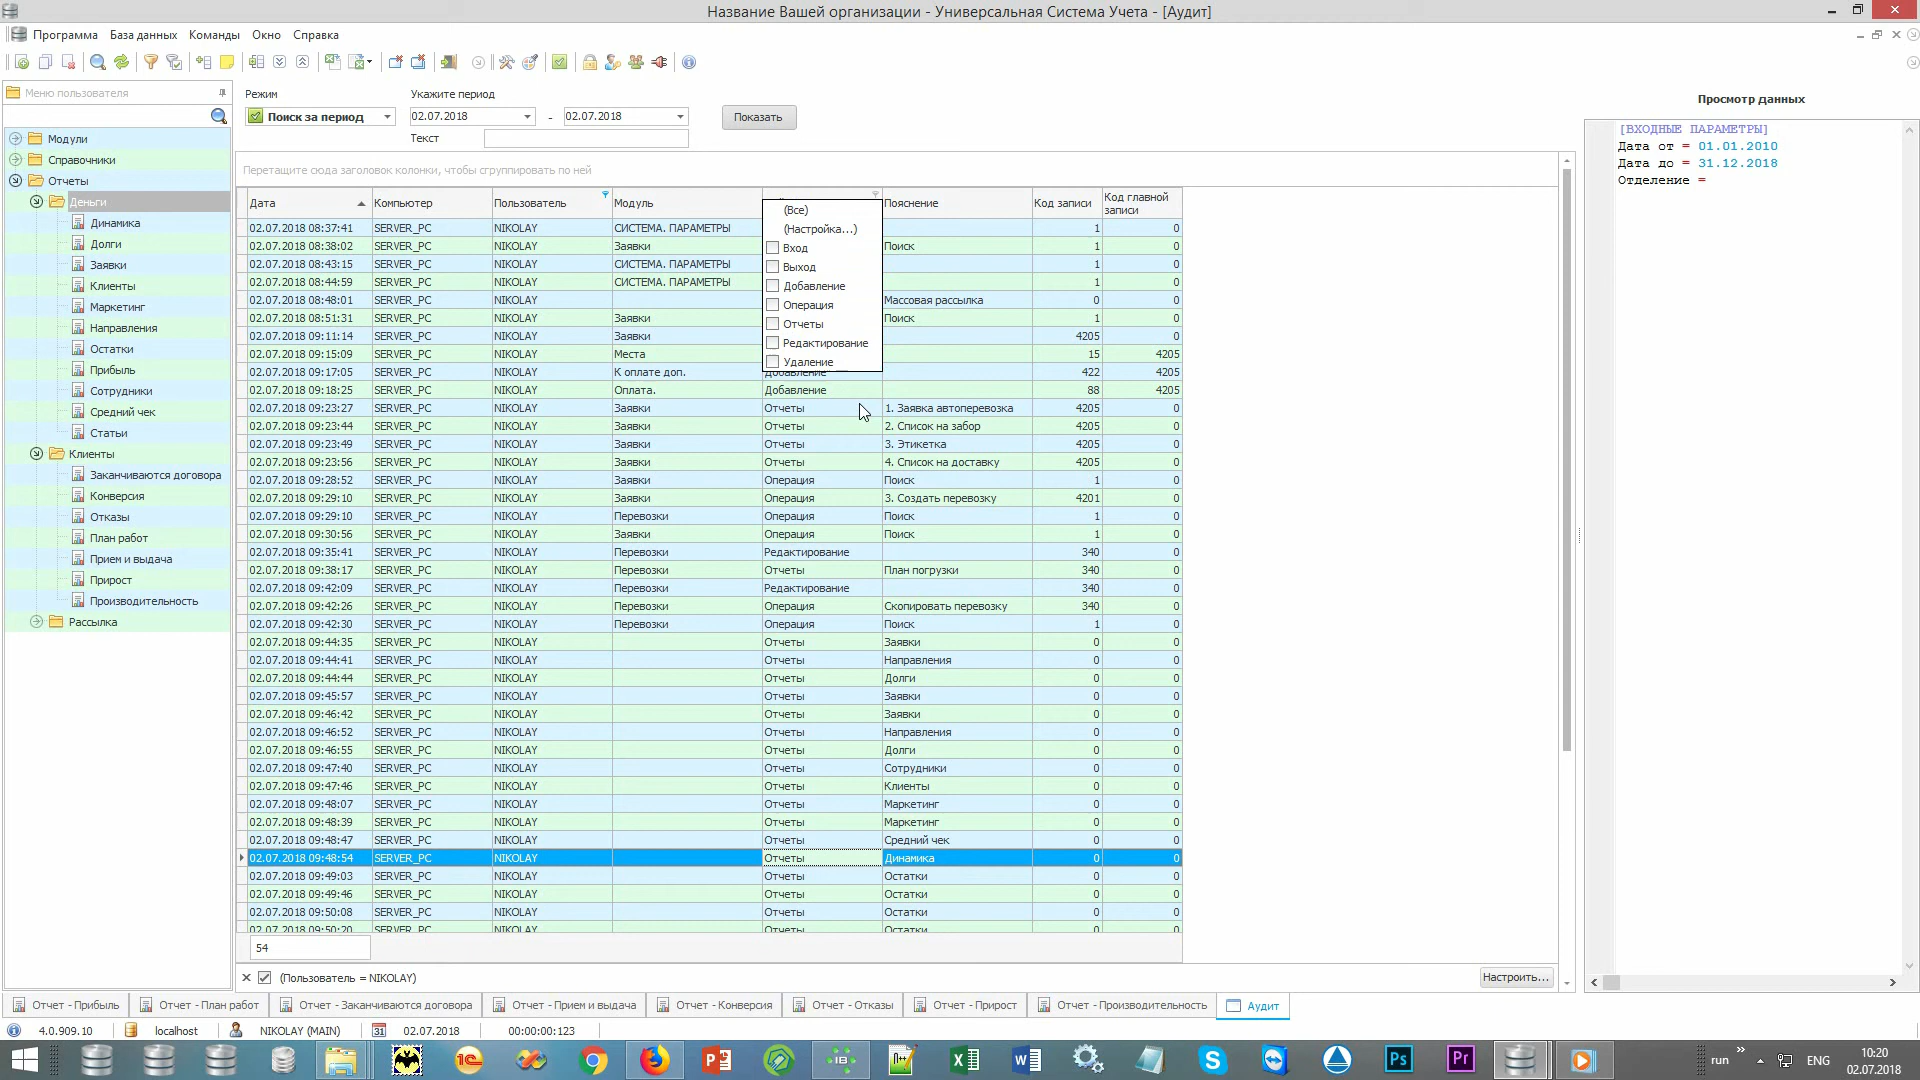 Название Вашей организации - Универсальная Система Учета - [Аудит]
Программа База данных Команды Окно Справка
Меню пользователя
Модули
Справочники
Отчеты
Деньги
Динамика
Долги
Заявки
Клиенты
Маркетинг
Направления
Остатки
Прибыль
Сотрудники
Средний чек
Статьи
Клиенты
Заканчиваются договора
Конверсия
Отказы
План работ
Прием и выдача
Прирост
Производительность
Рассылка
Режим Укажите период
Поиск за период 02.07.2018 - 02.07.2018 Показать
Текст
Перетащите сюда заголовок колонки, чтобы сгруппировать по ней
Дата Компьютер Пользователь Модуль Пояснение Код записи Код главной записи
(Все)
(Настройка...)
Вход
Выход
Добавление
Операция
Отчеты
Редактирование
Удаление
02.07.2018 08:37:41 SERVER_PC NIKOLAY СИСТЕМА. ПАРАМЕТРЫ 1 0
02.07.2018 08:38:02 SERVER_PC NIKOLAY Заявки Поиск 1 0
02.07.2018 08:43:15 SERVER_PC NIKOLAY СИСТЕМА. ПАРАМЕТРЫ 1 0
02.07.2018 08:44:59 SERVER_PC NIKOLAY СИСТЕМА. ПАРАМЕТРЫ 1 0
02.07.2018 08:48:01 SERVER_PC NIKOLAY Массовая рассылка 0 0
02.07.2018 08:51:31 SERVER_PC NIKOLAY Заявки Поиск 1 0
02.07.2018 09:11:14 SERVER_PC NIKOLAY Заявки 4205 0
02.07.2018 09:15:09 SERVER_PC NIKOLAY Места 15 4205
02.07.2018 09:17:05 SERVER_PC NIKOLAY К оплате доп. Добавление 422 4205
02.07.2018 09:18:25 SERVER_PC NIKOLAY Оплата. Добавление 88 4205
02.07.2018 09:23:27 SERVER_PC NIKOLAY Заявки Отчеты 1. Заявка автоперевозка 4205 0
02.07.2018 09:23:44 SERVER_PC NIKOLAY Заявки Отчеты 2. Список на забор 4205 0
02.07.2018 09:23:49 SERVER_PC NIKOLAY Заявки Отчеты 3. Этикетка 4205 0
02.07.2018 09:23:56 SERVER_PC NIKOLAY Заявки Отчеты 4. Список на доставку 4205 0
02.07.2018 09:28:52 SERVER_PC NIKOLAY Заявки Операция Поиск 1 0
02.07.2018 09:29:10 SERVER_PC NIKOLAY Заявки Операция 3. Создать перевозку 4201 0
02.07.2018 09:29:10 SERVER_PC NIKOLAY Перевозки Операция Поиск 1 0
02.07.2018 09:30:56 SERVER_PC NIKOLAY Заявки Операция Поиск 1 0
02.07.2018 09:35:41 SERVER_PC NIKOLAY Перевозки Редактирование 340 0
02.07.2018 09:38:17 SERVER_PC NIKOLAY Перевозки Отчеты План погрузки 340 0
02.07.2018 09:42:09 SERVER_PC NIKOLAY Перевозки Редактирование 340 0
02.07.2018 09:42:26 SERVER_PC NIKOLAY Перевозки Операция Скопировать перевозку 340 0
02.07.2018 09:42:30 SERVER_PC NIKOLAY Перевозки Операция Поиск 1 0
02.07.2018 09:44:35 SERVER_PC NIKOLAY Отчеты Заявки 0 0
02.07.2018 09:44:41 SERVER_PC NIKOLAY Отчеты Направления 0 0
02.07.2018 09:44:44 SERVER_PC NIKOLAY Отчеты Долги 0 0
02.07.2018 09:45:57 SERVER_PC NIKOLAY Отчеты Заявки 0 0
02.07.2018 09:46:42 SERVER_PC NIKOLAY Отчеты Заявки 0 0
02.07.2018 09:46:52 SERVER_PC NIKOLAY Отчеты Направления 0 0
02.07.2018 09:46:55 SERVER_PC NIKOLAY Отчеты Долги 0 0
02.07.2018 09:47:40 SERVER_PC NIKOLAY Отчеты Сотрудники 0 0
02.07.2018 09:47:46 SERVER_PC NIKOLAY Отчеты Клиенты 0 0
02.07.2018 09:48:07 SERVER_PC NIKOLAY Отчеты Маркетинг 0 0
02.07.2018 09:48:39 SERVER_PC NIKOLAY Отчеты Маркетинг 0 0
02.07.2018 09:48:47 SERVER_PC NIKOLAY Отчеты Средний чек 0 0
02.07.2018 09:48:54 SERVER_PC NIKOLAY Отчеты Динамика 0 0
02.07.2018 09:49:03 SERVER_PC NIKOLAY Отчеты Остатки 0 0
02.07.2018 09:49:46 SERVER_PC NIKOLAY Отчеты Остатки 0 0
02.07.2018 09:50:08 SERVER_PC NIKOLAY Отчеты Остатки 0 0
02.07.2018 09:50:20 SERVER_PC NIKOLAY Отчеты Остатки 0 0
54
(Пользователь = NIKOLAY) Настроить...
Просмотр данных
[ВХОДНЫЕ ПАРАМЕТРЫ]
Дата от = 01.01.2010
Дата до = 31.12.2018
Отделение =
Отчет - Прибыль Отчет - План работ Отчет - Заканчиваются договора Отчет - Прием и выдача Отчет - Конверсия Отчет - Отказы Отчет - Прирост Отчет - Производительность Аудит
4.0.909.10 localhost NIKOLAY (MAIN) 31 02.07.2018 00:00:00:123
run » ENG 10:20
02.07.2018